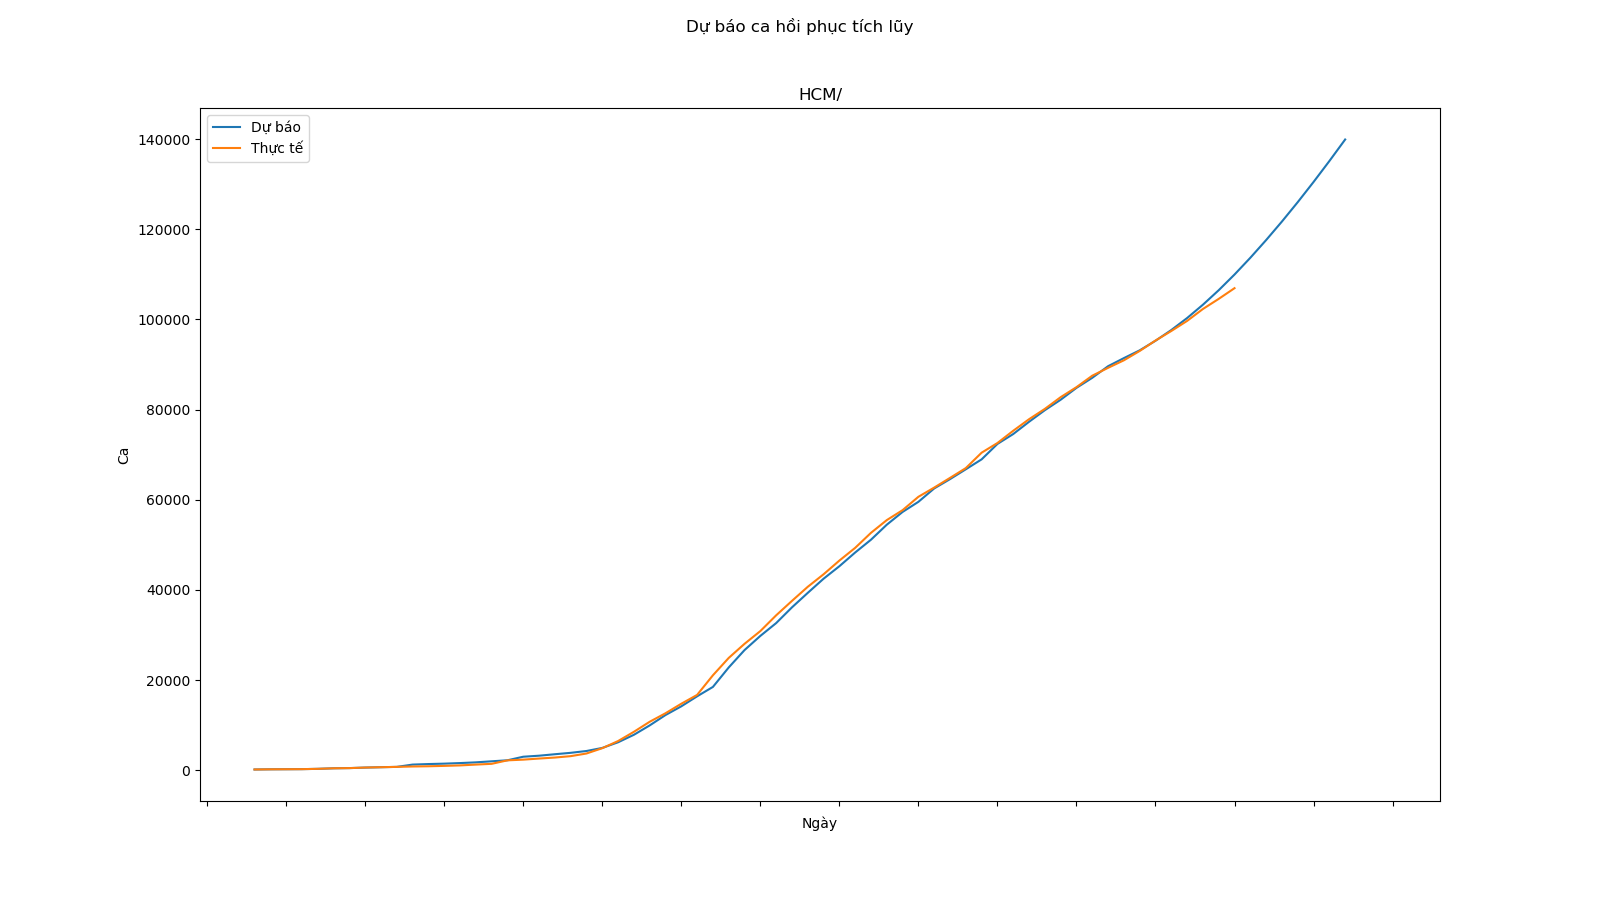 Dự báo ca hồi phục tích lũy
HCM/
Dự báo
Thực tế
140000
120000
100000
80000
60000
40000
20000
0
Ca
Ngày